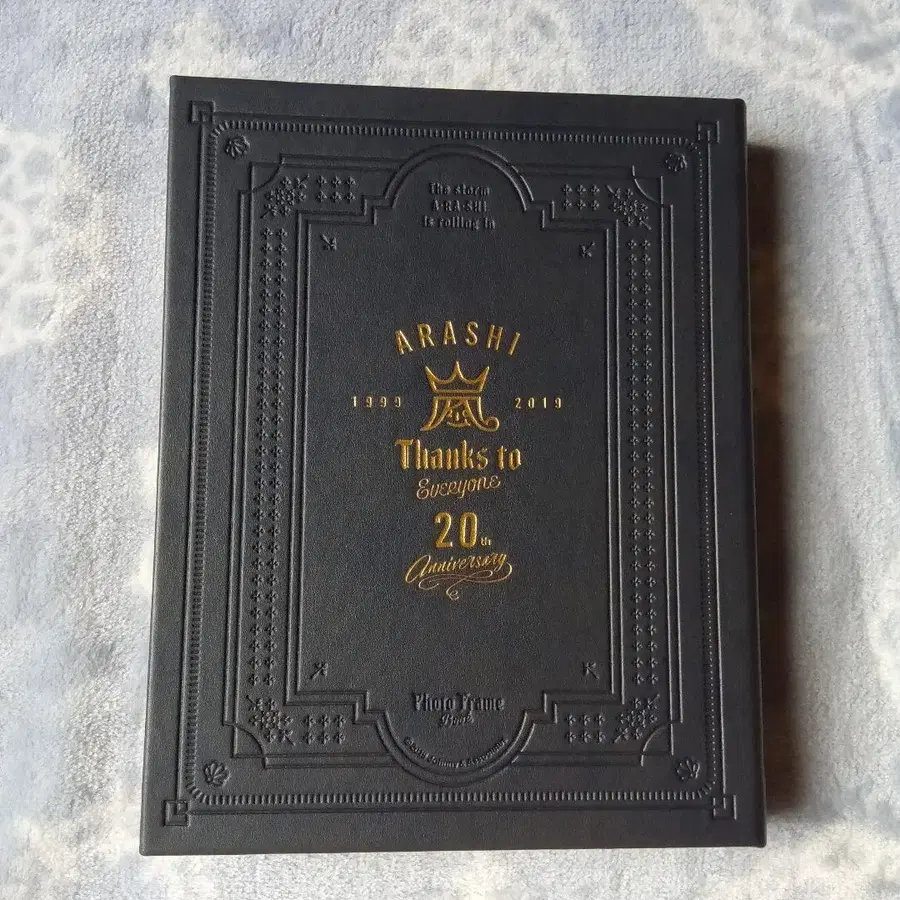 The storm
A·RA·SHI
is rolling in
ARASHI
1999 嵐 2019
Thanks to
Everyone
20th
Anniversary
Photo Frame
Book